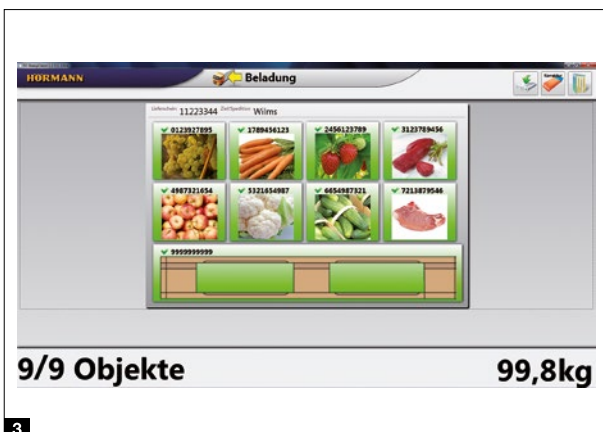 HÖRMANN
Beladung
Lieferschein 11223344 Ziel/Spedition Wilms
0123927895 1789456123 2456123789 3123789456
4987321654 5321654987 6654987321 7213879546
9999999999
9/9 Objekte 99,8kg
3